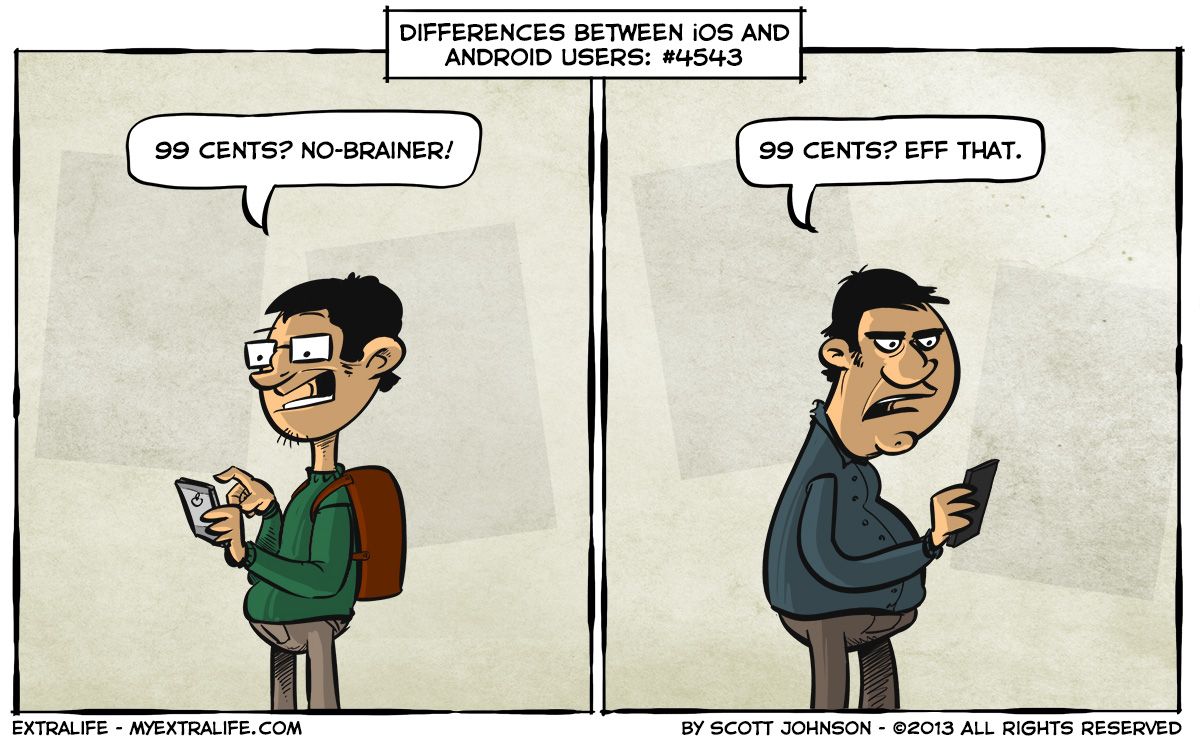 DIFFERENCES BETWEEN iOS AND
ANDROID USERS: #4543
99 CENTS? NO-BRAINER!
99 CENTS? EFF THAT.
EXTRALIFE - MYEXTRALIFE.COM
BY SCOTT JOHNSON - ©2013 ALL RIGHTS RESERVED